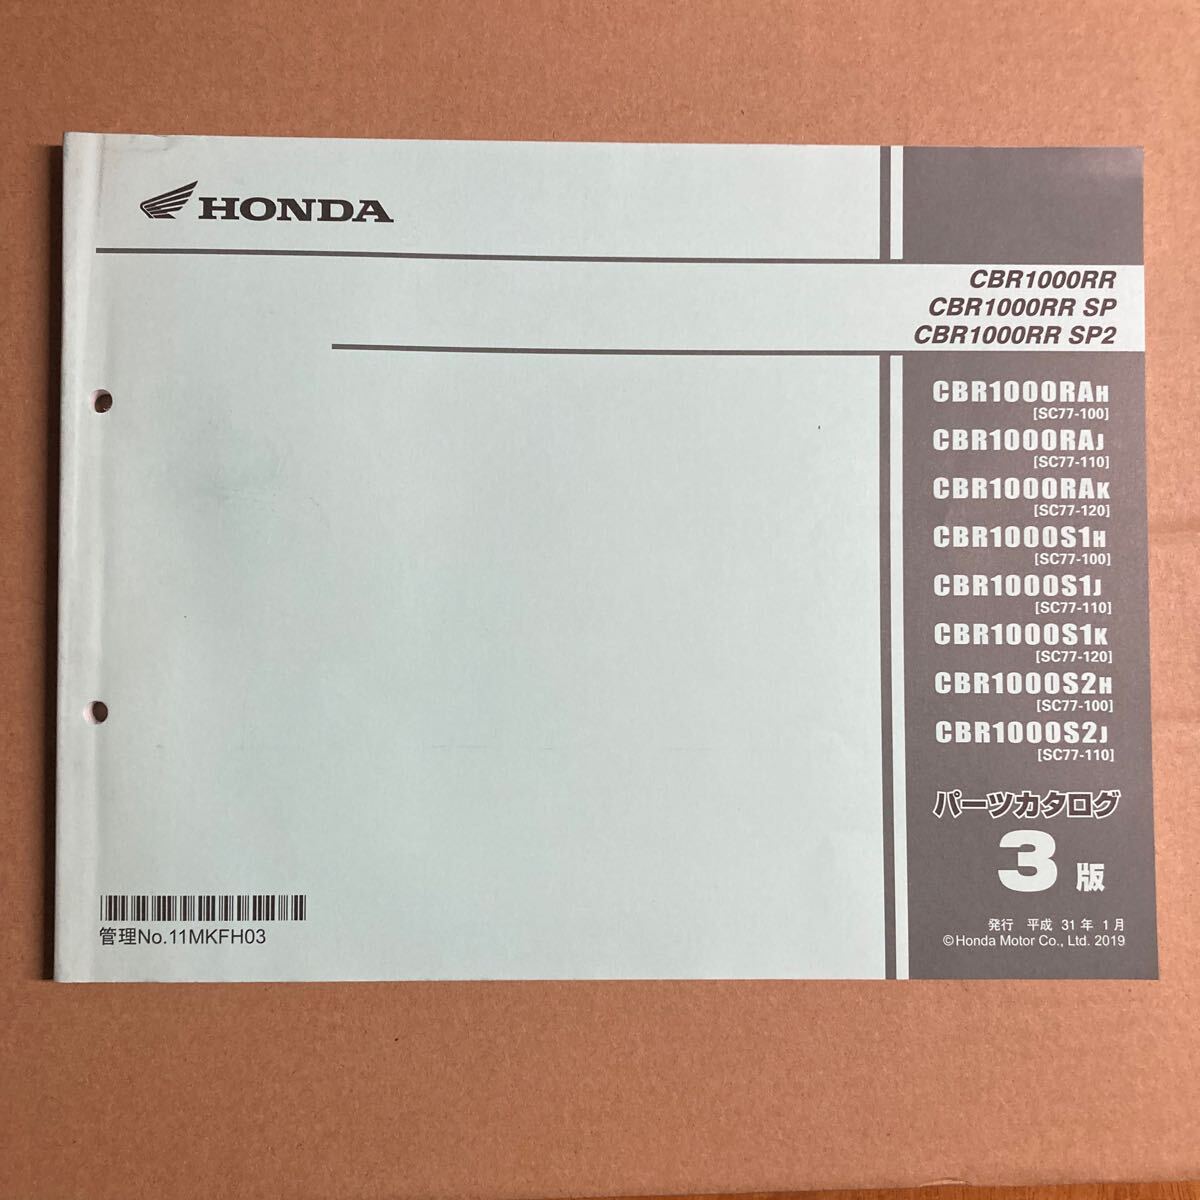 HONDA
CBR1000RR
CBR1000RR SP
CBR1000RR SP2
CBR1000RAH
[SC77-100]
CBR1000RAJ
[SC77-110]
CBR1000RAK
[SC77-120]
CBR1000S1H
[SC77-100]
CBR1000S1J
[SC77-110]
CBR1000S1K
[SC77-120]
CBR1000S2H
[SC77-100]
CBR1000S2J
[SC77-110]
パーツカタログ
3 版
発行 平成 31 年 1 月
©Honda Motor Co., Ltd. 2019
管理No.11MKFH03